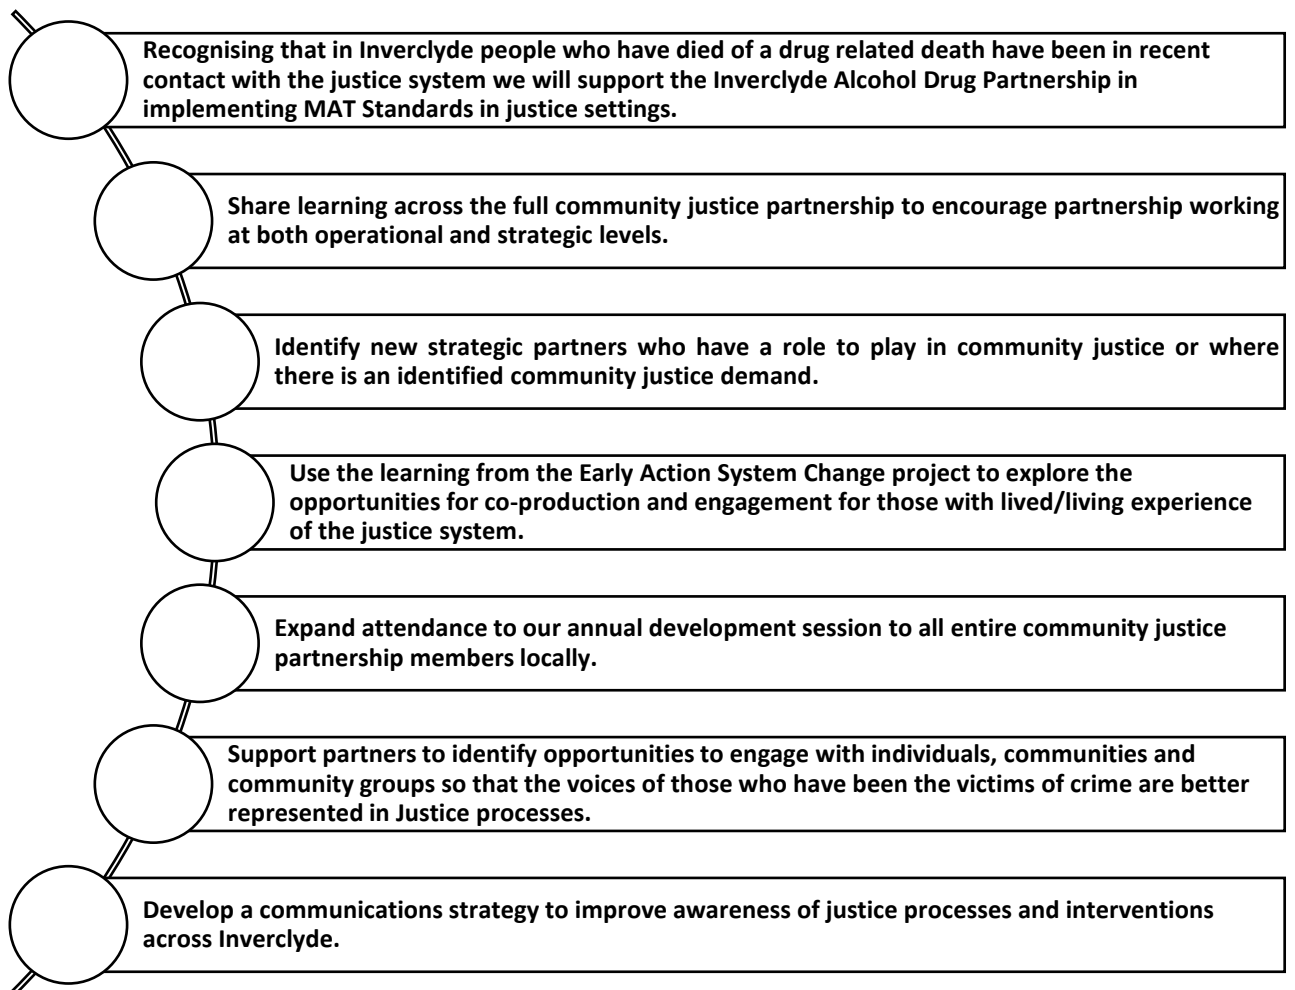 Recognising that in Inverclyde people who have died of a drug related death have been in recent
contact with the justice system we will support the Inverclyde Alcohol Drug Partnership in
implementing MAT Standards in justice settings.
Share learning across the full community justice partnership to encourage partnership working
at both operational and strategic levels.
Identify new strategic partners who have a role to play in community justice or where
there is an identified community justice demand.
Use the learning from the Early Action System Change project to explore the
opportunities for co-production and engagement for those with lived/living experience
of the justice system.
Expand attendance to our annual development session to all entire community justice
partnership members locally.
Support partners to identify opportunities to engage with individuals, communities and
community groups so that the voices of those who have been the victims of crime are better
represented in Justice processes.
Develop a communications strategy to improve awareness of justice processes and interventions
across Inverclyde.